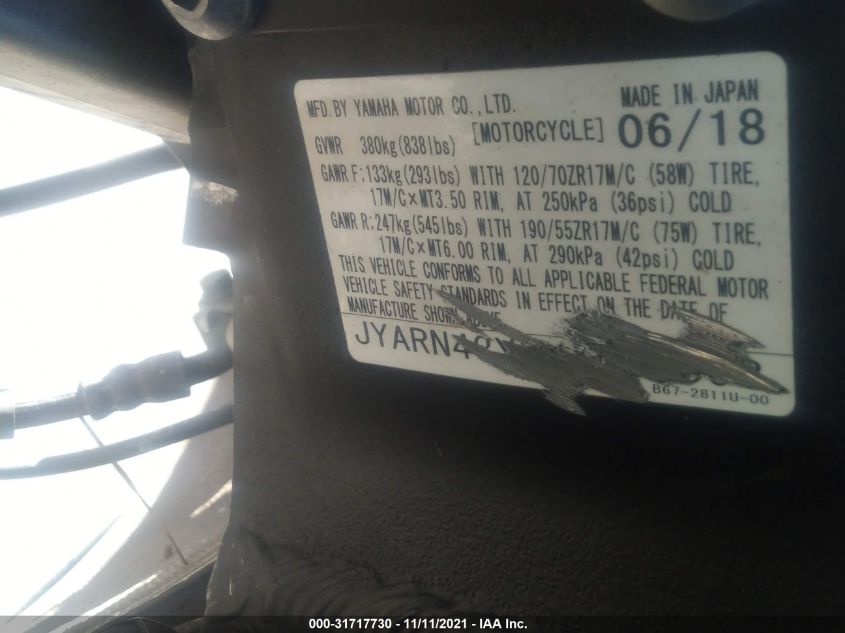 MFD. BY YAMAHA MOTOR CO., LTD.
MADE IN JAPAN
[MOTORCYCLE] 06/18
GVWR 380kg(838lbs)
GAWR F:133kg(293lbs) WITH 120/70ZR17M/C (58W) TIRE,
17M/C×MT3.50 RIM, AT 250kPa (36psi) COLD
GAWR R:247kg(545lbs) WITH 190/55ZR17M/C (75W) TIRE,
17M/C×MT6.00 RIM, AT 290kPa (42psi) COLD
THIS VEHICLE CONFORMS TO ALL APPLICABLE FEDERAL MOTOR
VEHICLE SAFETY STANDARDS IN EFFECT ON THE DATE OF
MANUFACTURE SHOWN ABOVE
JYARN
B67-2811U-00
000-31717730 - 11/11/2021 - IAA Inc.